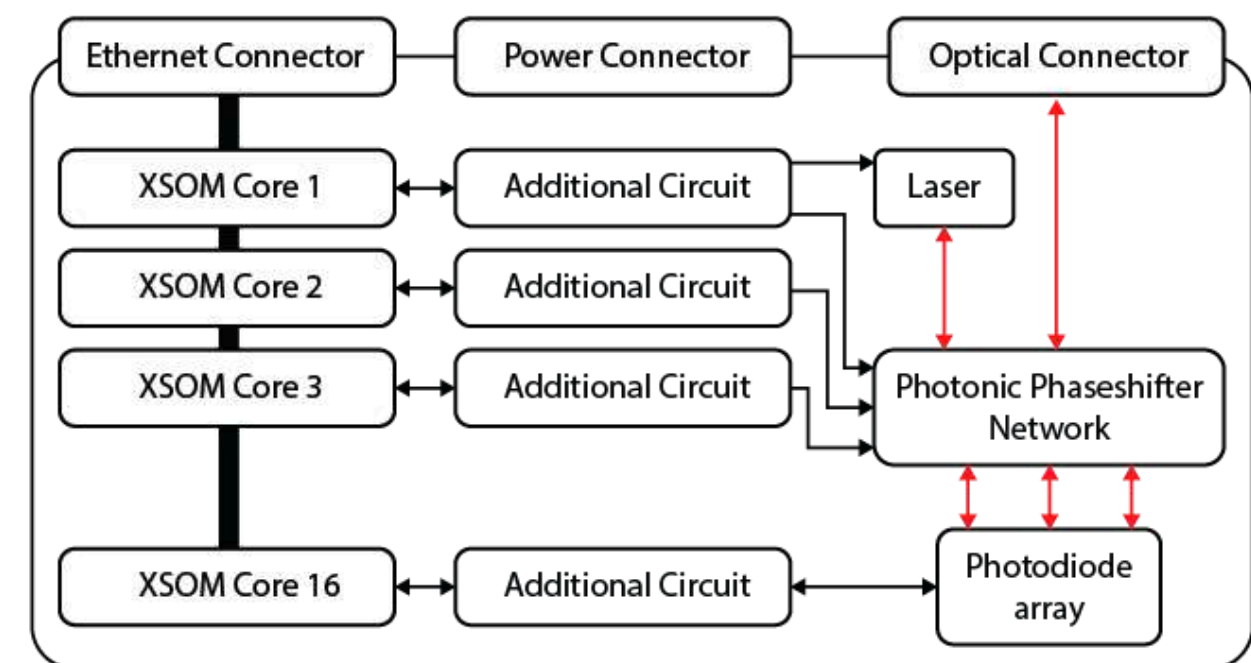 Ethernet Connector
Power Connector
Optical Connector
XSOM Core 1
Additional Circuit
Laser
XSOM Core 2
Additional Circuit
XSOM Core 3
Additional Circuit
Photonic Phaseshifter
Network
XSOM Core 16
Additional Circuit
Photodiode
array